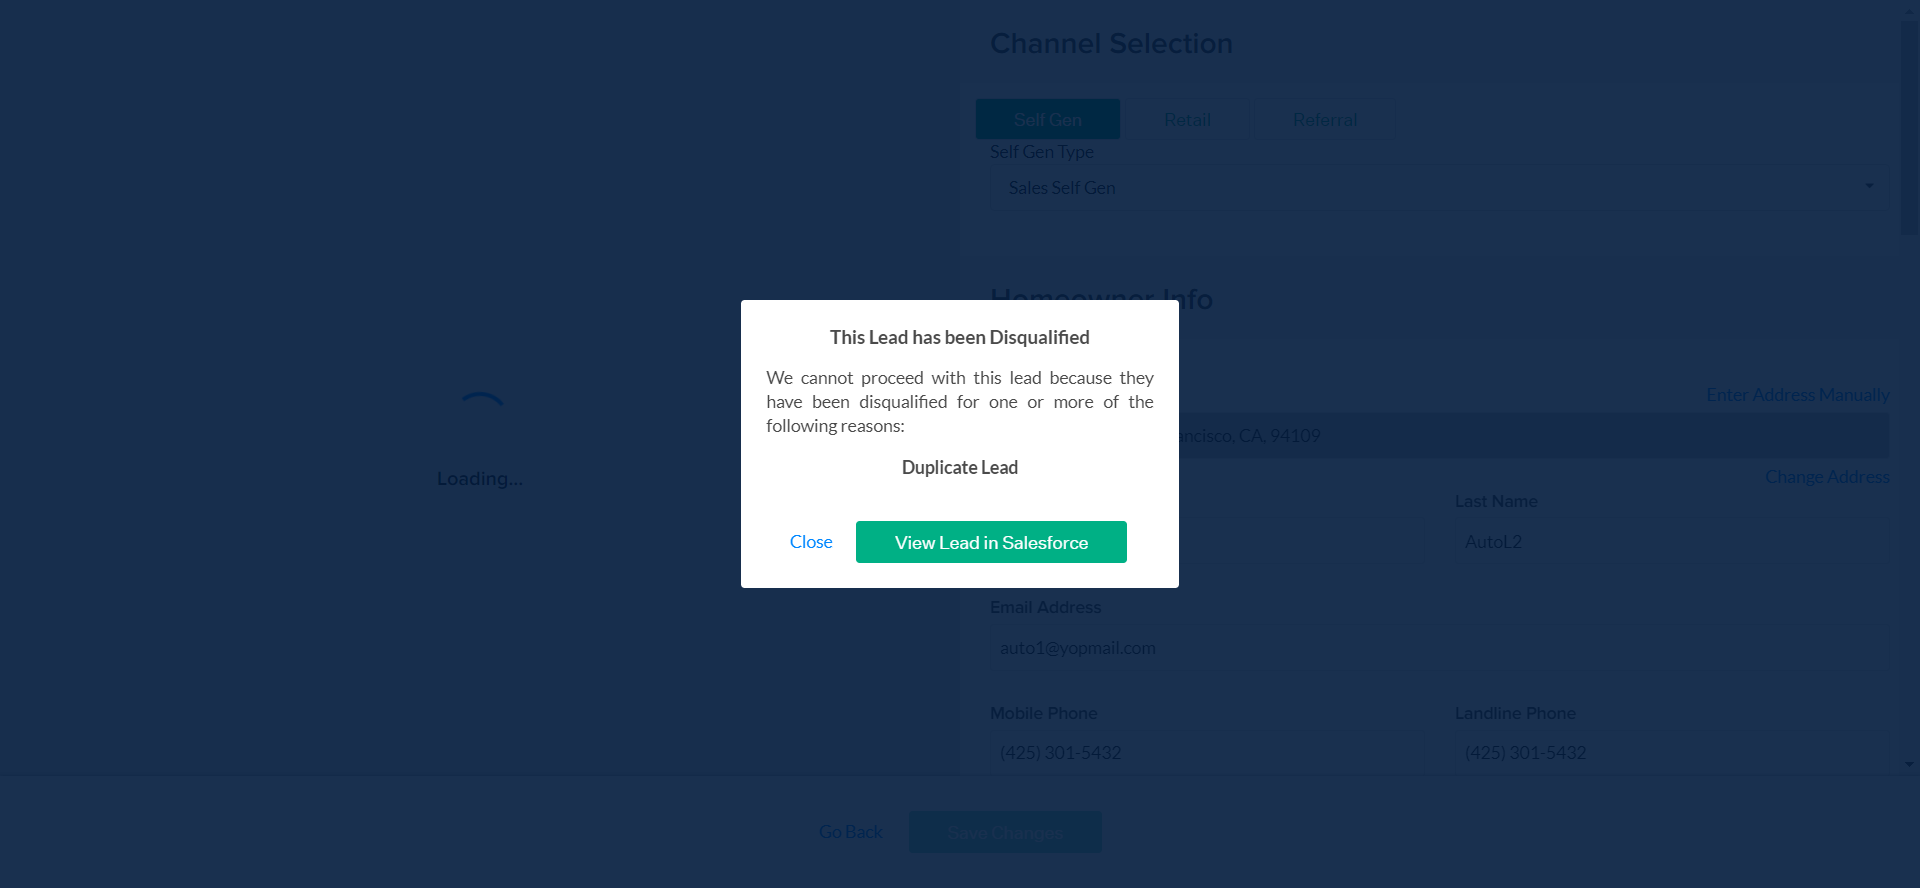 Channel Selection
Self Gen Retail Referral
Self Gen Type
Sales Self Gen
Homeowner Info
This Lead has been Disqualified
We cannot proceed with this lead because they
have been disqualified for one or more of the
following reasons:
Duplicate Lead
Close View Lead in Salesforce
Enter Address Manually
CA, 94109
Change Address
Loading...
Last Name
AutoL2
Email Address
auto1@yopmail.com
Mobile Phone Landline Phone
(425) 301-5432 (425) 301-5432
Go Back Save Changes